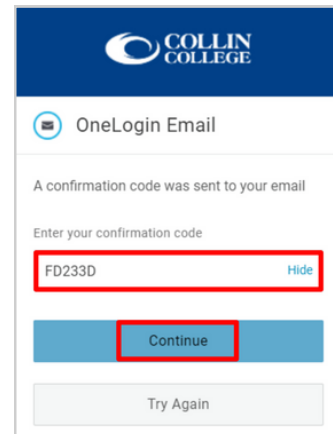 COLLIN
COLLEGE
OneLogin Email
A confirmation code was sent to your email
Enter your confirmation code
FD233D Hide
Continue
Try Again